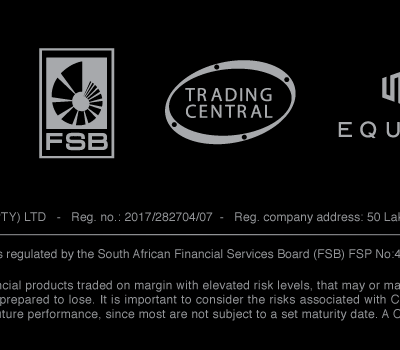 FSB
TRADING
CENTRAL
EQU
TY) LTD - Reg. no.: 2017/282704/07 - Reg. company address: 50 La
s regulated by the South African Financial Services Board (FSB) FSP No:4
ncial products traded on margin with elevated risk levels, that may or ma
prepared to lose. It is important to consider the risks associated with C
uture performance, since most are not subject to a set maturity date. A C